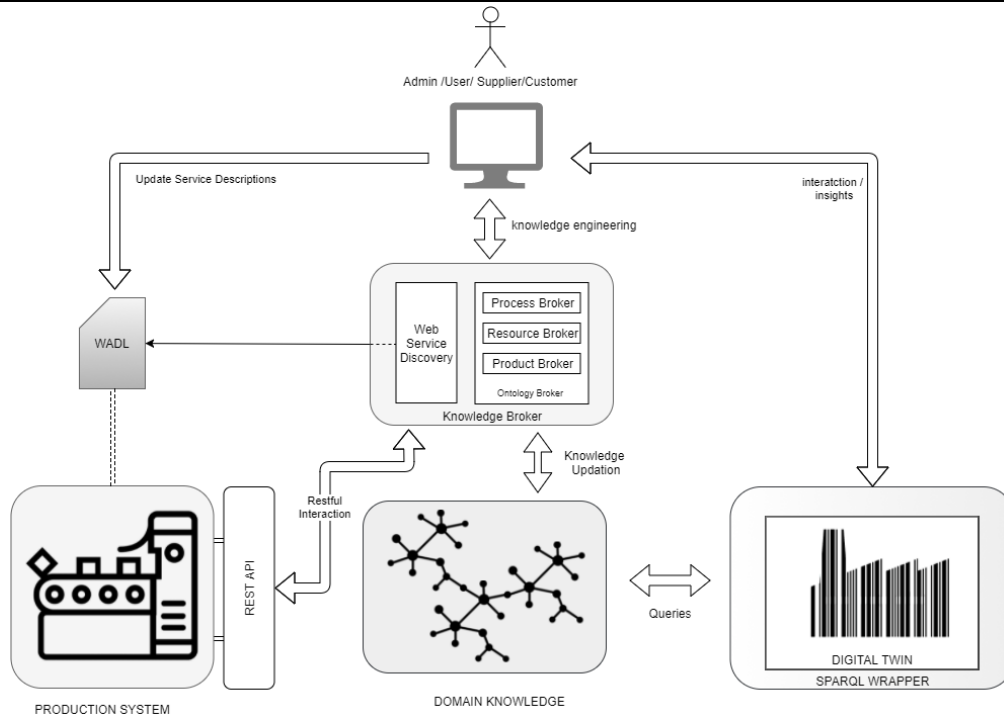 Admin /User/ Supplier/Customer
Update Service Descriptions
interatction /
insights
knowledge engineering
Process Broker
Resource Broker
Product Broker
Ontology Broker
Web
Service
Discovery
Knowledge Broker
WADL
Knowledge
Updation
Restful
Interaction
REST API
Queries
DIGITAL TWIN
SPARQL WRAPPER
DOMAIN KNOWLEDGE
PRODUCTION SYSTEM